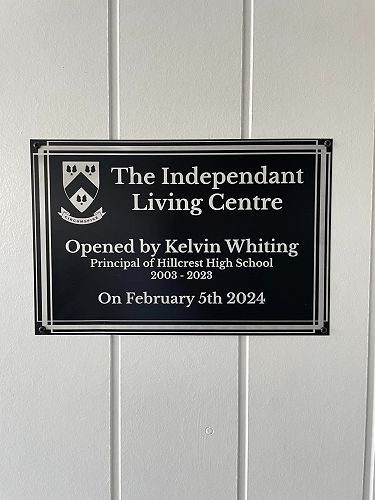 The Independant
Living Centre
Opened by Kelvin Whiting
Principal of Hillcrest High School
2003 - 2023
On February 5th 2024